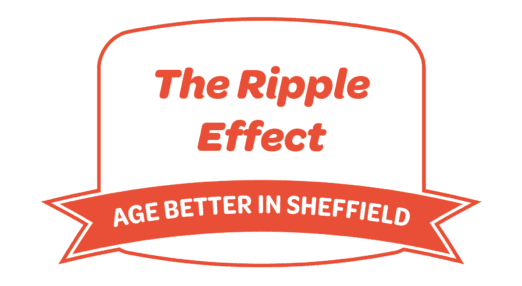 The Ripple
Effect
AGE BETTER IN SHEFFIELD